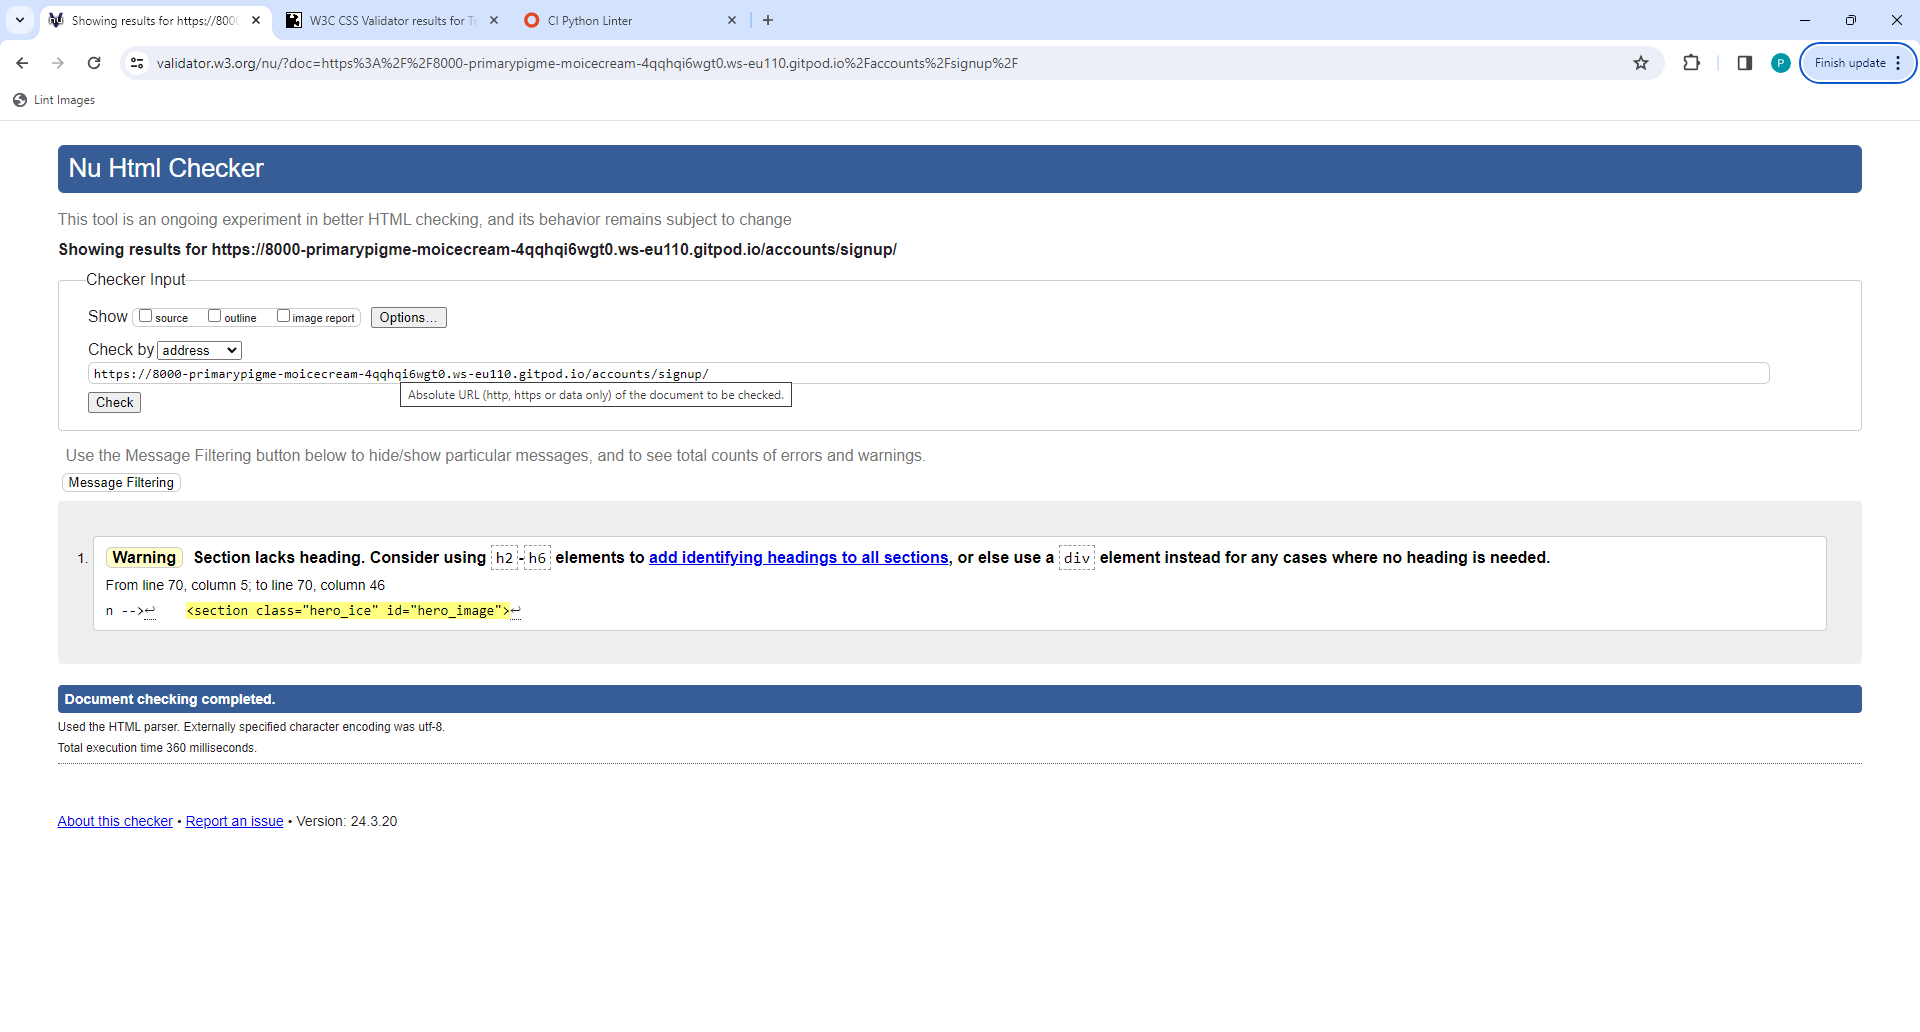 Showing results for https://800
W3C CSS Validator results for Te
CI Python Linter
validator.w3.org/nu/?doc=https%3A%2F%2F8000-primarypigme-moicecream-4qqhqi6wgt0.ws-eu110.gitpod.io%2Faccounts%2Fsignup%2F
P
Finish update
Lint Images
Nu Html Checker
This tool is an ongoing experiment in better HTML checking, and its behavior remains subject to change
Showing results for https://8000-primarypigme-moicecream-4qqhqi6wgt0.ws-eu110.gitpod.io/accounts/signup/
Checker Input
Show source outline image report Options...
Check by address
https://8000-primarypigme-moicecream-4qqhqi6wgt0.ws-eu110.gitpod.io/accounts/signup/
Absolute URL (http, https or data only) of the document to be checked.
Check
Use the Message Filtering button below to hide/show particular messages, and to see total counts of errors and warnings.
Message Filtering
1. Warning Section lacks heading. Consider using h2-h6 elements to add identifying headings to all sections, or else use a div element instead for any cases where no heading is needed.
From line 70, column 5; to line 70, column 46
n -->↩ <section class="hero_ice" id="hero_image">↩
Document checking completed.
Used the HTML parser. Externally specified character encoding was utf-8.
Total execution time 360 milliseconds.
About this checker • Report an issue • Version: 24.3.20